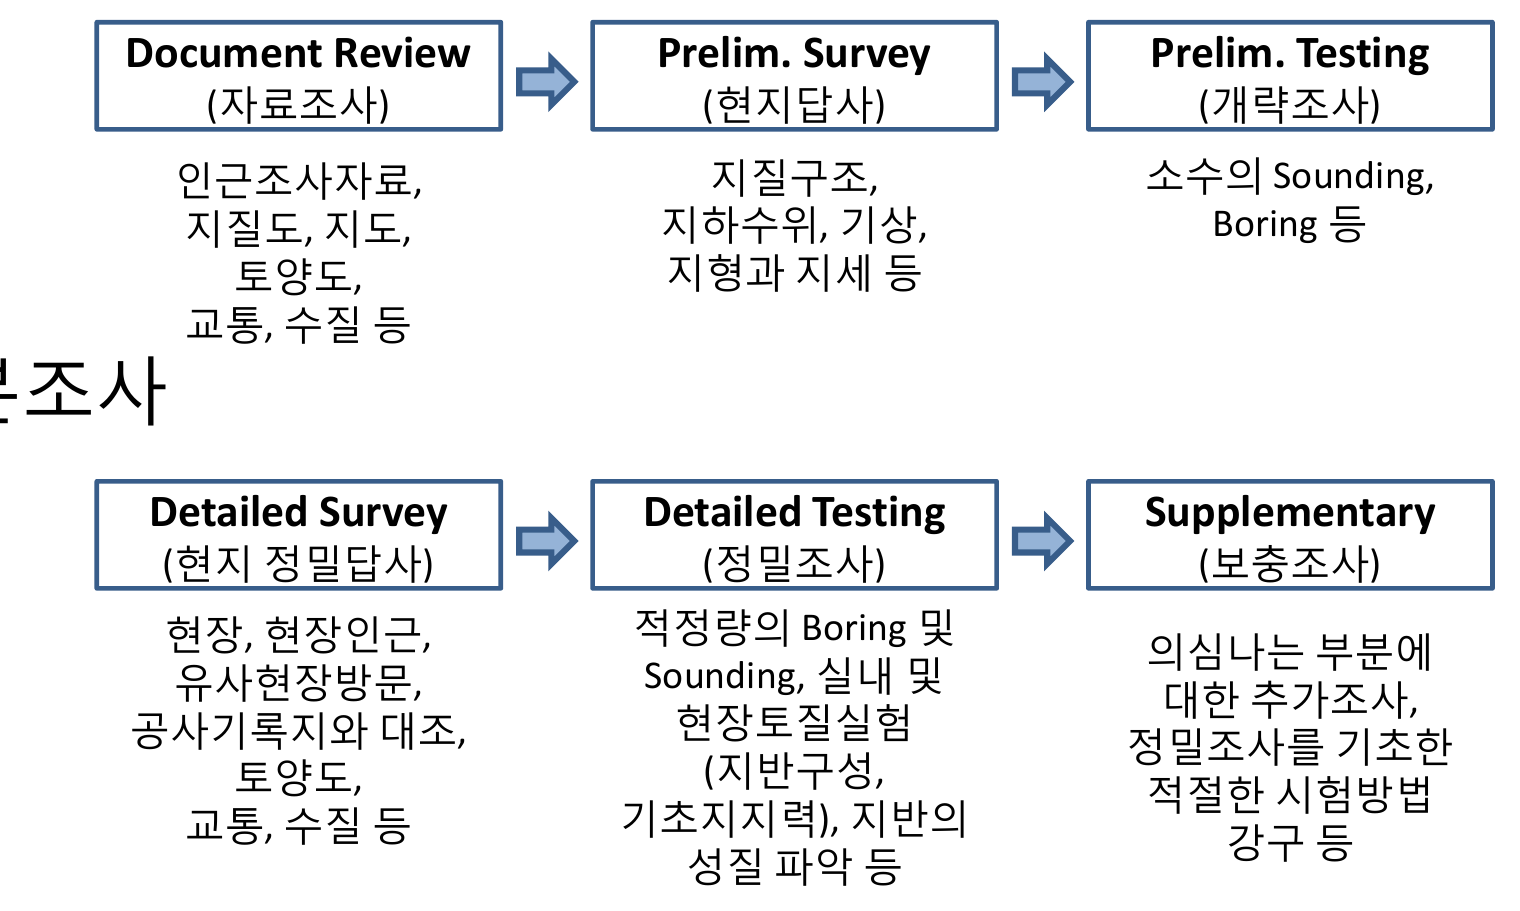 Document Review
(자료조사)
인근조사자료,
지질도, 지도,
토양도,
교통, 수질 등
Prelim. Survey
(현지답사)
지질구조,
지하수위, 기상,
지형과 지세 등
Prelim. Testing
(개략조사)
소수의 Sounding,
Boring 등
조사
Detailed Survey
(현지 정밀답사)
현장, 현장인근,
유사현장방문,
공사기록지와 대조,
토양도,
교통, 수질 등
Detailed Testing
(정밀조사)
적정량의 Boring 및
Sounding, 실내 및
현장토질실험
(지반구성,
기초지지력), 지반의
성질 파악 등
Supplementary
(보충조사)
의심나는 부분에
대한 추가조사,
정밀조사를 기초한
적절한 시험방법
강구 등